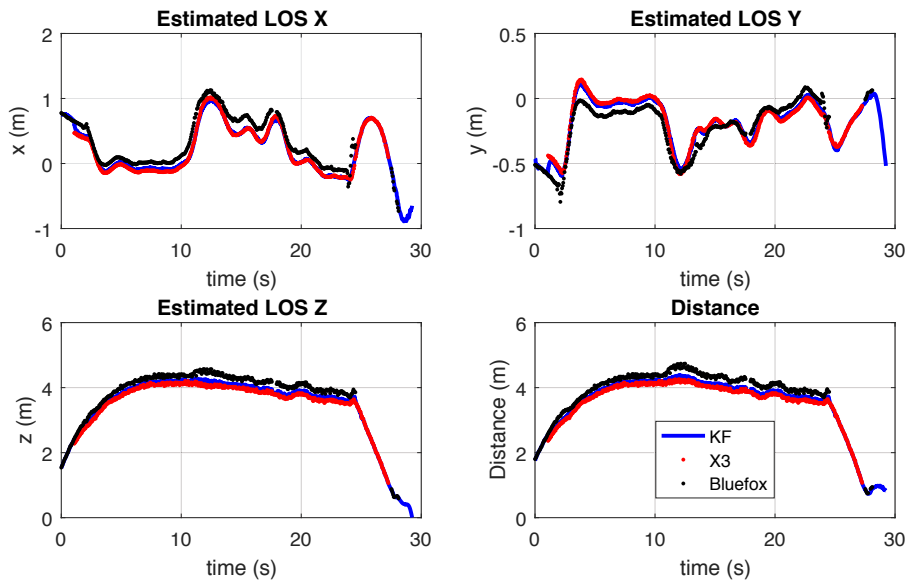 Estimated LOS X
2
1
0
-1
x (m)
0
10
20
30
time (s)
Estimated LOS Y
0.5
0
-0.5
-1
y (m)
0
10
20
30
time (s)
Estimated LOS Z
6
4
2
0
z (m)
0
10
20
30
time (s)
Distance
6
4
2
0
Distance (m)
KF
X3
Bluefox
0
10
20
30
time (s)